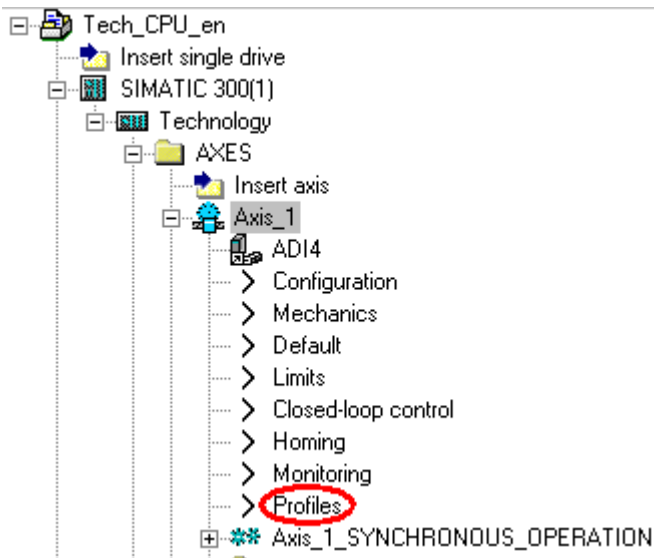 Tech_CPU_en
Insert single drive
SIMATIC 300(1)
Technology
AXES
Insert axis
Axis_1
ADI4
Configuration
Mechanics
Default
Limits
Closed-loop control
Homing
Monitoring
Profiles
Axis_1_SYNCHRONOUS_OPERATION